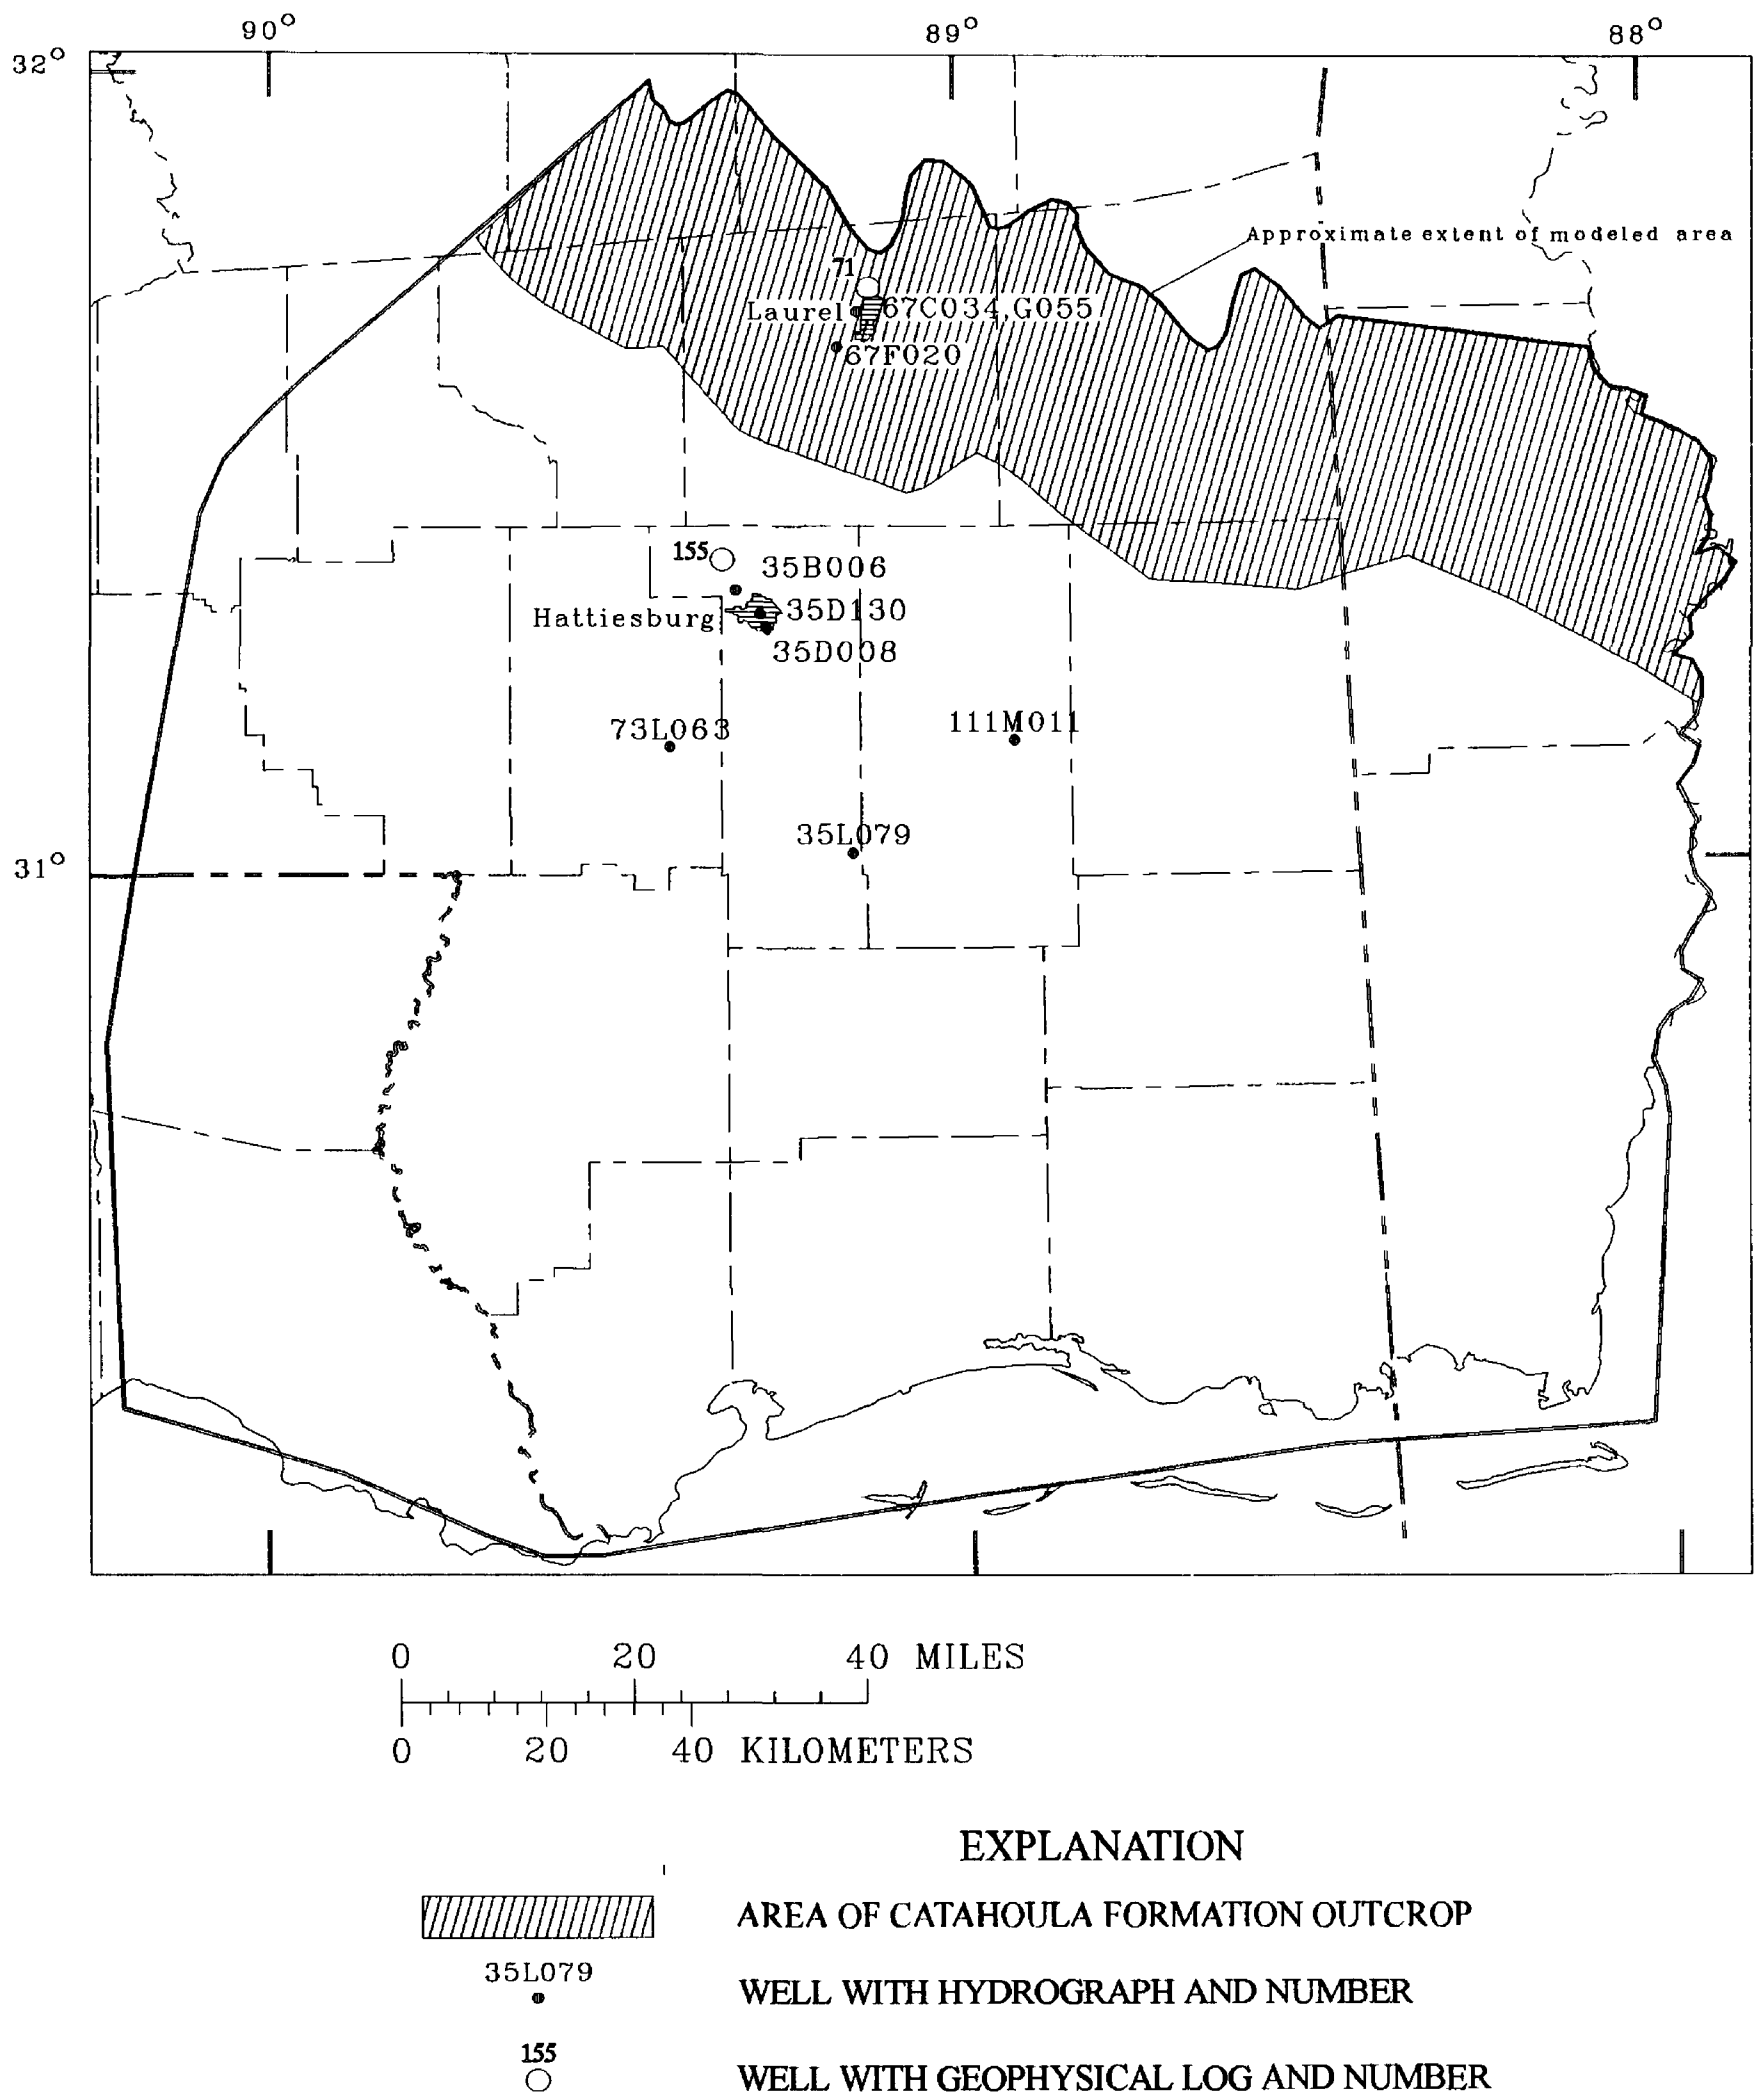 90° 89° 88°
32°
Approximate extent of modeled area
71
Laurel 67C034,G055
67F020
155 35B006
Hattiesburg 35D130
35D008
73L063 111M011
35L079
31°
0 20 40 MILES
0 20 40 KILOMETERS
EXPLANATION
AREA OF CATAHOULA FORMATION OUTCROP
35L079
WELL WITH HYDROGRAPH AND NUMBER
155
WELL WITH GEOPHYSICAL LOG AND NUMBER